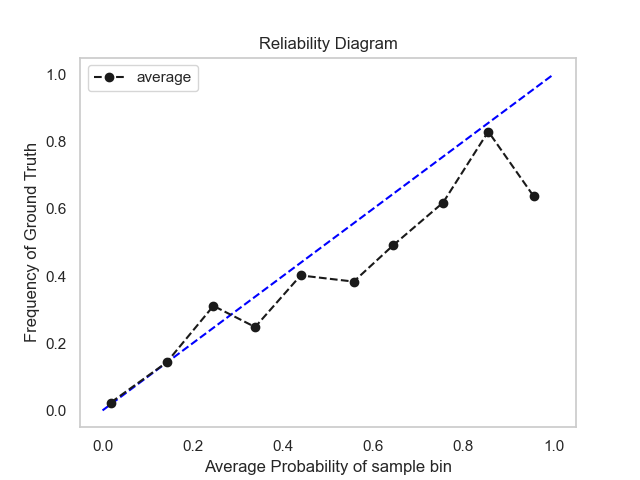 Reliability Diagram
average
1.0
0.8
0.6
0.4
0.2
0.0
Frequency of Ground Truth
0.0 0.2 0.4 0.6 0.8 1.0
Average Probability of sample bin